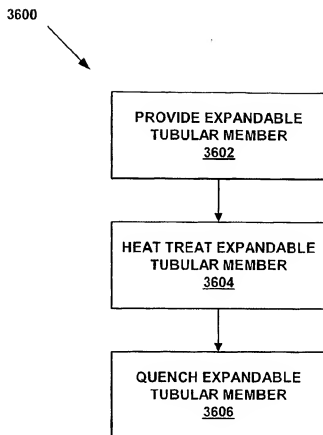 3600
PROVIDE EXPANDABLE
TUBULAR MEMBER
3602
HEAT TREAT EXPANDABLE
TUBULAR MEMBER
3604
QUENCH EXPANDABLE
TUBULAR MEMBER
3606